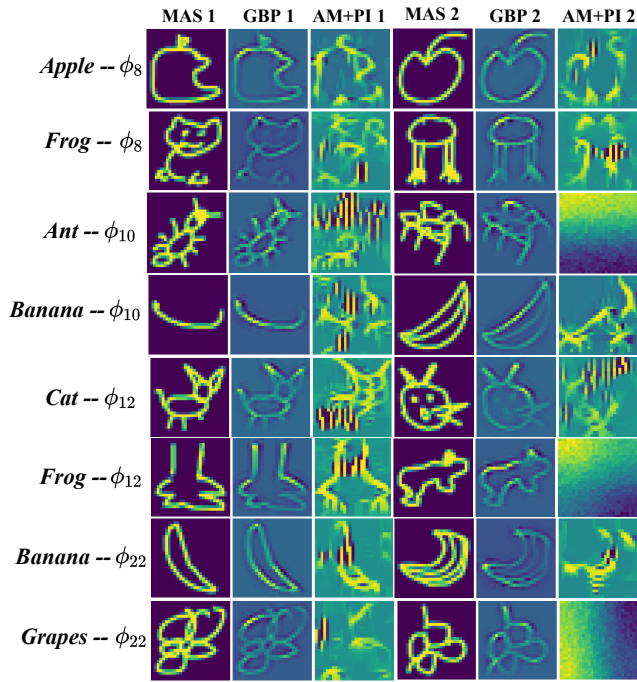 MAS 1 GBP 1 AM+PI 1 MAS 2 GBP 2 AM+PI 2
Apple -- ϕ8
Frog -- ϕ8
Ant -- ϕ10
Banana -- ϕ10
Cat -- ϕ12
Frog -- ϕ12
Banana -- ϕ22
Grapes -- ϕ22